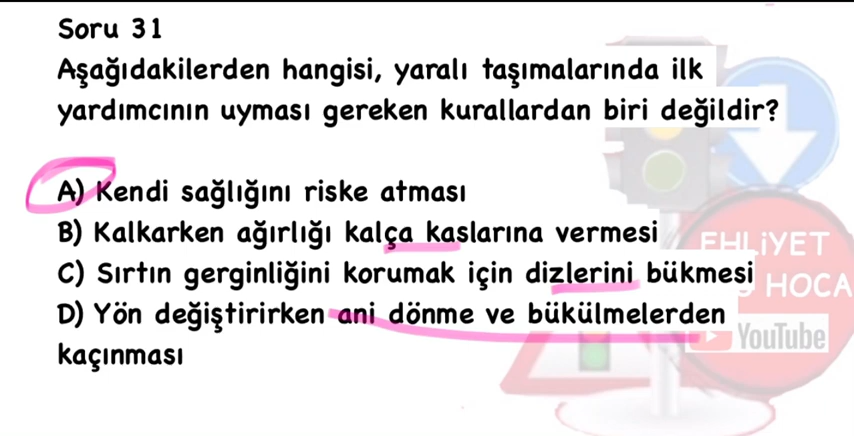 Soru 31
Aşağıdakilerden hangisi, yaralı taşımalarında ilk
yardımcının uyması gereken kurallardan biri değildir?
A) Kendi sağlığını riske atması
B) Kalkarken ağırlığı kalça kaslarına vermesi
C) Sırtın gerginliğini korumak için dizlerini bükmesi
D) Yön değiştirirken ani dönme ve bükülmelerden
kaçınması
EHLİYET
HOCA
YouTube